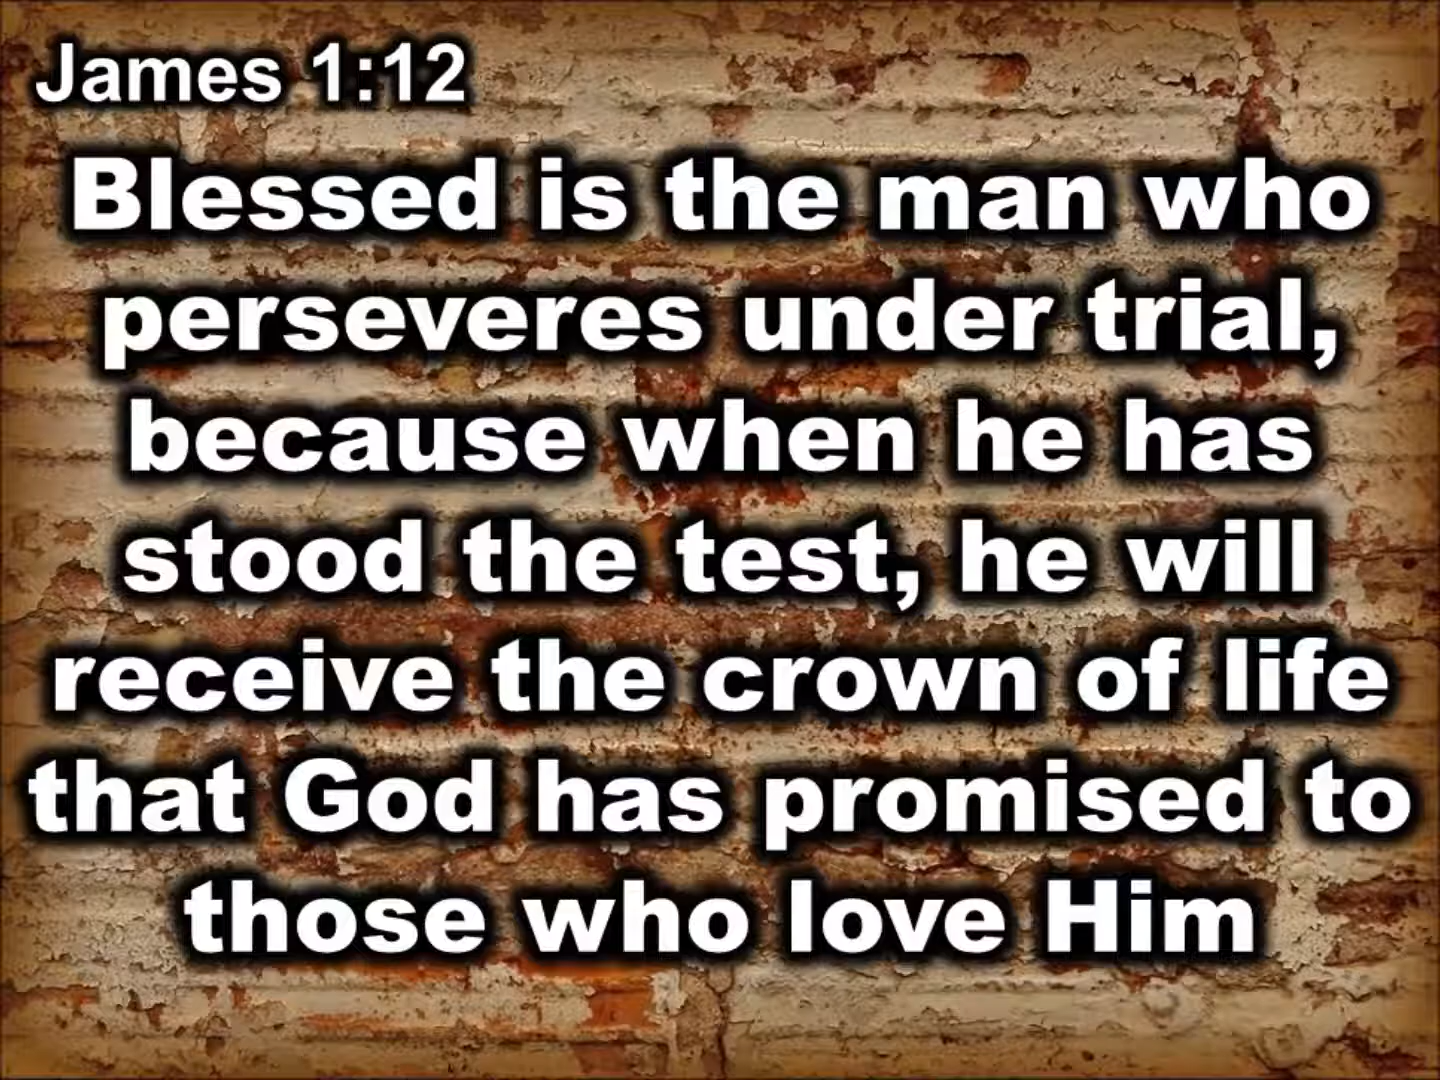 James 1:12
Blessed is the man who
perseveres under trial,
because when he has
stood the test, he will
receive the crown of life
that God has promised to
those who love Him